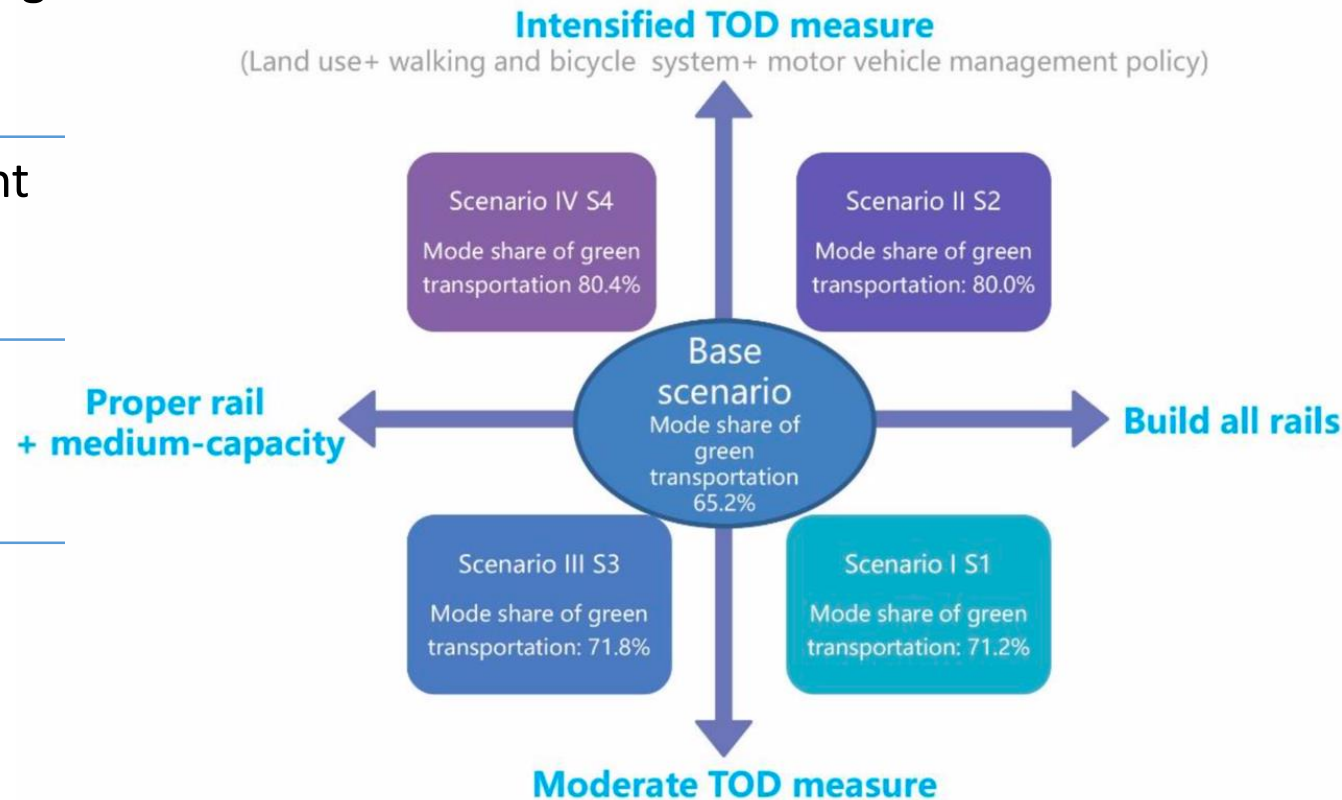 g
nt
Intensified TOD measure
(Land use+ walking and bicycle system+ motor vehicle management policy)
Scenario IV S4
Mode share of green
transportation 80.4%
Scenario II S2
Mode share of green
transportation: 80.0%
Base
scenario
Mode share of
green
transportation
65.2%
Proper rail
+ medium-capacity
Build all rails
Scenario III S3
Mode share of green
transportation: 71.8%
Scenario I S1
Mode share of green
transportation: 71.2%
Moderate TOD measure